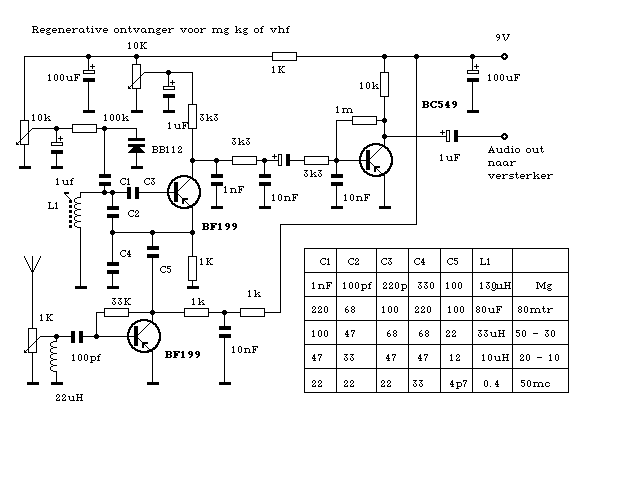 Regenerative ontvanger voor mg kg of vhf
9V
10K
1K
100uF
10k
100uF
BC549
1m
10k
100k
1uF
3k3
BB112
3k3
1uF
Audio out
naar
versterker
3k3
1uf
C1
C3
1nF
10nF
10nF
L1
C2
BF199
C4
C5
1K
C1 C2 C3 C4 C5 L1
1nF 100pf 220p 330 100 130uH Mg
220 68 100 220 100 80uF 80mtr
100 47 68 68 22 33uH 50 - 30
47 33 47 47 12 10uH 20 - 10
22 22 22 33 4p7 0.4 50mc
1K
33K
1k
1k
100pf
BF199
10nF
22uH